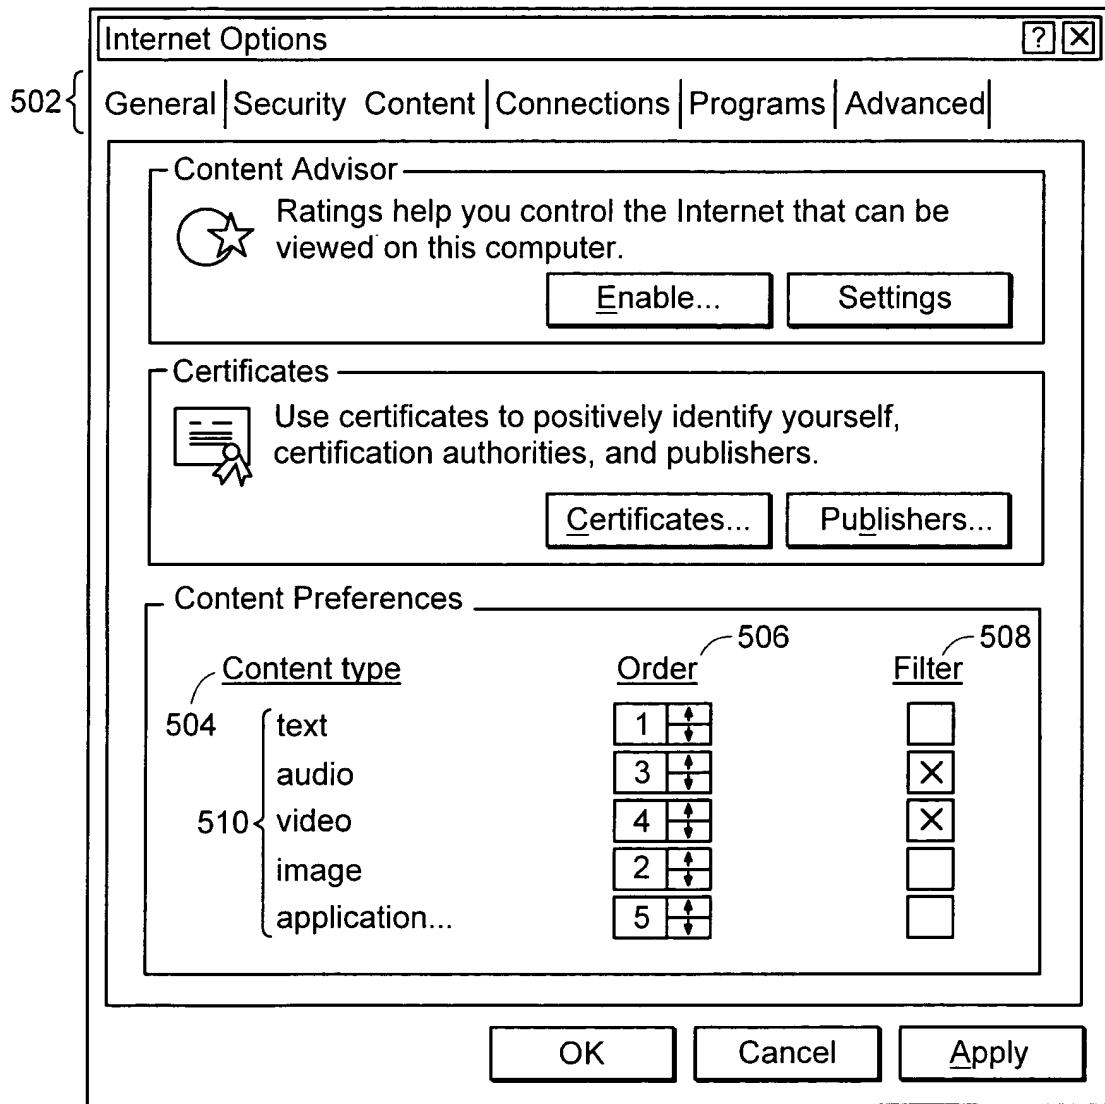 Internet Options ? X
502 General Security Content Connections Programs Advanced
Content Advisor
Ratings help you control the Internet that can be
viewed on this computer.
Enable... Settings
Certificates
Use certificates to positively identify yourself,
certification authorities, and publishers.
Certificates... Publishers...
Content Preferences
506 508
Content type Order Filter
504 text 1
audio 3 X
510 video 4 X
image 2
application... 5
OK Cancel Apply